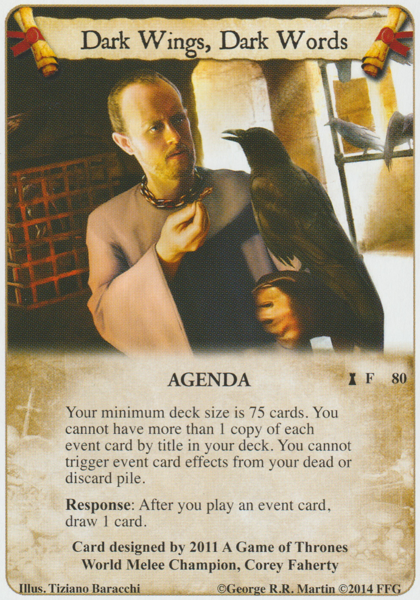 Dark Wings, Dark Words
AGENDA
F 80
Your minimum deck size is 75 cards. You
cannot have more than 1 copy of each
event card by title in your deck. You cannot
trigger event card effects from your dead or
discard pile.
Response: After you play an event card,
draw 1 card.
Card designed by 2011 A Game of Thrones
World Melee Champion, Corey Faherty
Illus. Tiziano Baracchi ©George R.R. Martin ©2014 FFG